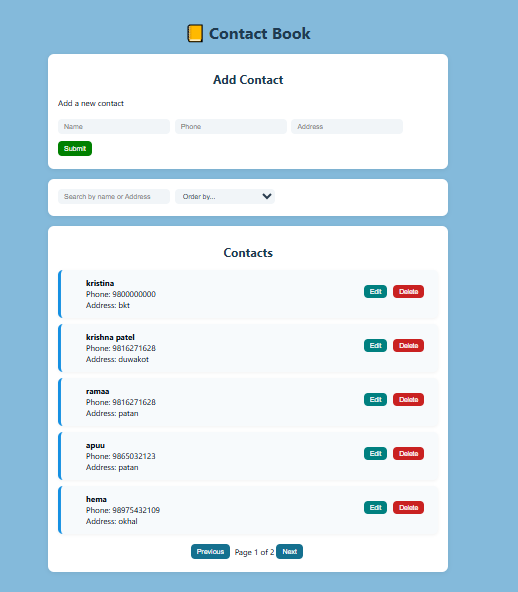 📒 Contact Book
Add Contact
Add a new contact
Name Phone Address
Submit
Search by name or Address Order by...
Contacts
kristina
Phone: 9800000000
Address: bkt
Edit Delete
krishna patel
Phone: 9816271628
Address: duwakot
Edit Delete
ramaa
Phone: 9816271628
Address: patan
Edit Delete
apuu
Phone: 9865032123
Address: patan
Edit Delete
hema
Phone: 98975432109
Address: okhal
Edit Delete
Previous Page 1 of 2 Next